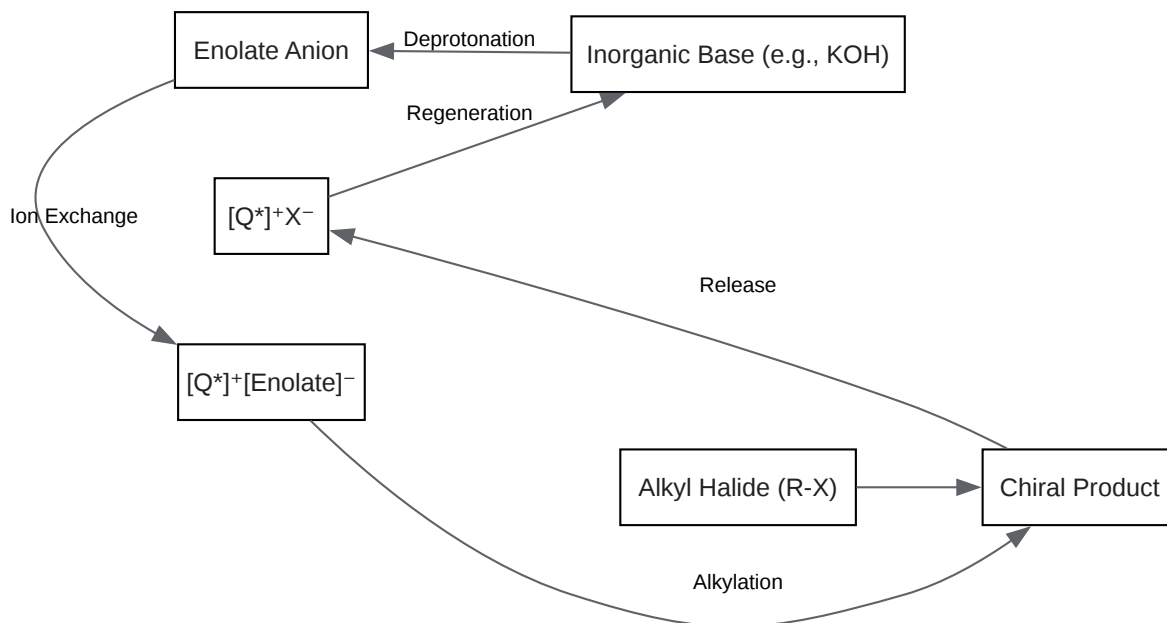 Enolate Anion
Deprotonation
Inorganic Base (e.g., KOH)
Regeneration
[Q*]⁺X⁻
Ion Exchange
Release
[Q*]⁺[Enolate]⁻
Alkyl Halide (R-X)
Chiral Product
Alkylation